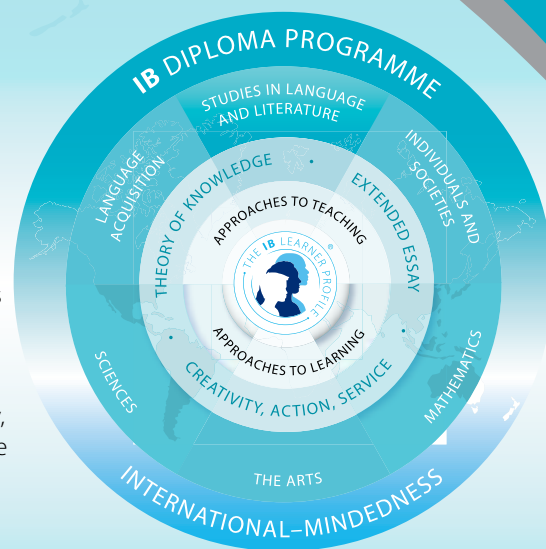 IB DIPLOMA PROGRAMME
STUDIES IN LANGUAGE
AND LITERATURE
LANGUAGE
ACQUISITION
INDIVIDUALS AND
SOCIETIES
THEORY OF KNOWLEDGE
EXTENDED ESSAY
APPROACHES TO TEACHING
THE IB LEARNER PROFILE
®
APPROACHES TO LEARNING
CREATIVITY, ACTION, SERVICE
SCIENCES
MATHEMATICS
THE ARTS
INTERNATIONAL–MINDEDNESS